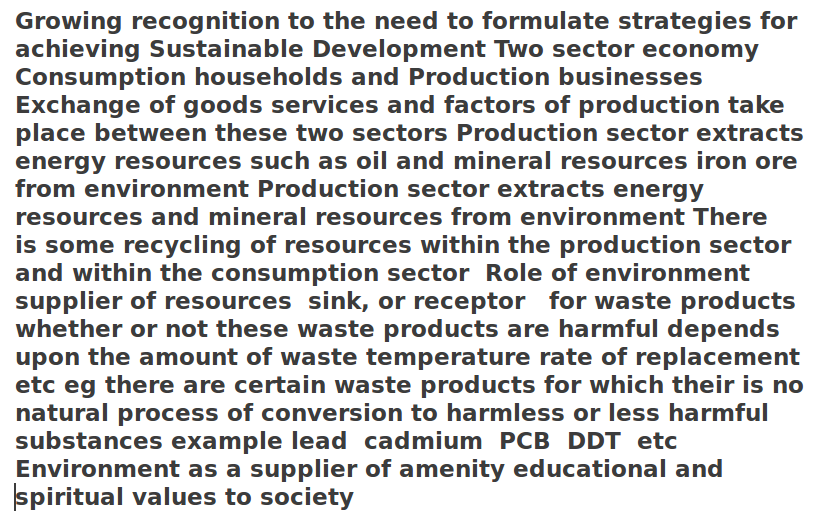 Growing recognition to the need to formulate strategies for
achieving Sustainable Development Two sector economy
Consumption households and Production businesses
Exchange of goods services and factors of production take
place between these two sectors Production sector extracts
energy resources such as oil and mineral resources iron ore
from environment Production sector extracts energy
resources and mineral resources from environment There
is some recycling of resources within the production sector
and within the consumption sector  Role of environment
supplier of resources  sink, or receptor   for waste products
whether or not these waste products are harmful depends
upon the amount of waste temperature rate of replacement
etc eg there are certain waste products for which their is no
natural process of conversion to harmless or less harmful
substances example lead  cadmium  PCB  DDT  etc
Environment as a supplier of amenity educational and
spiritual values to society